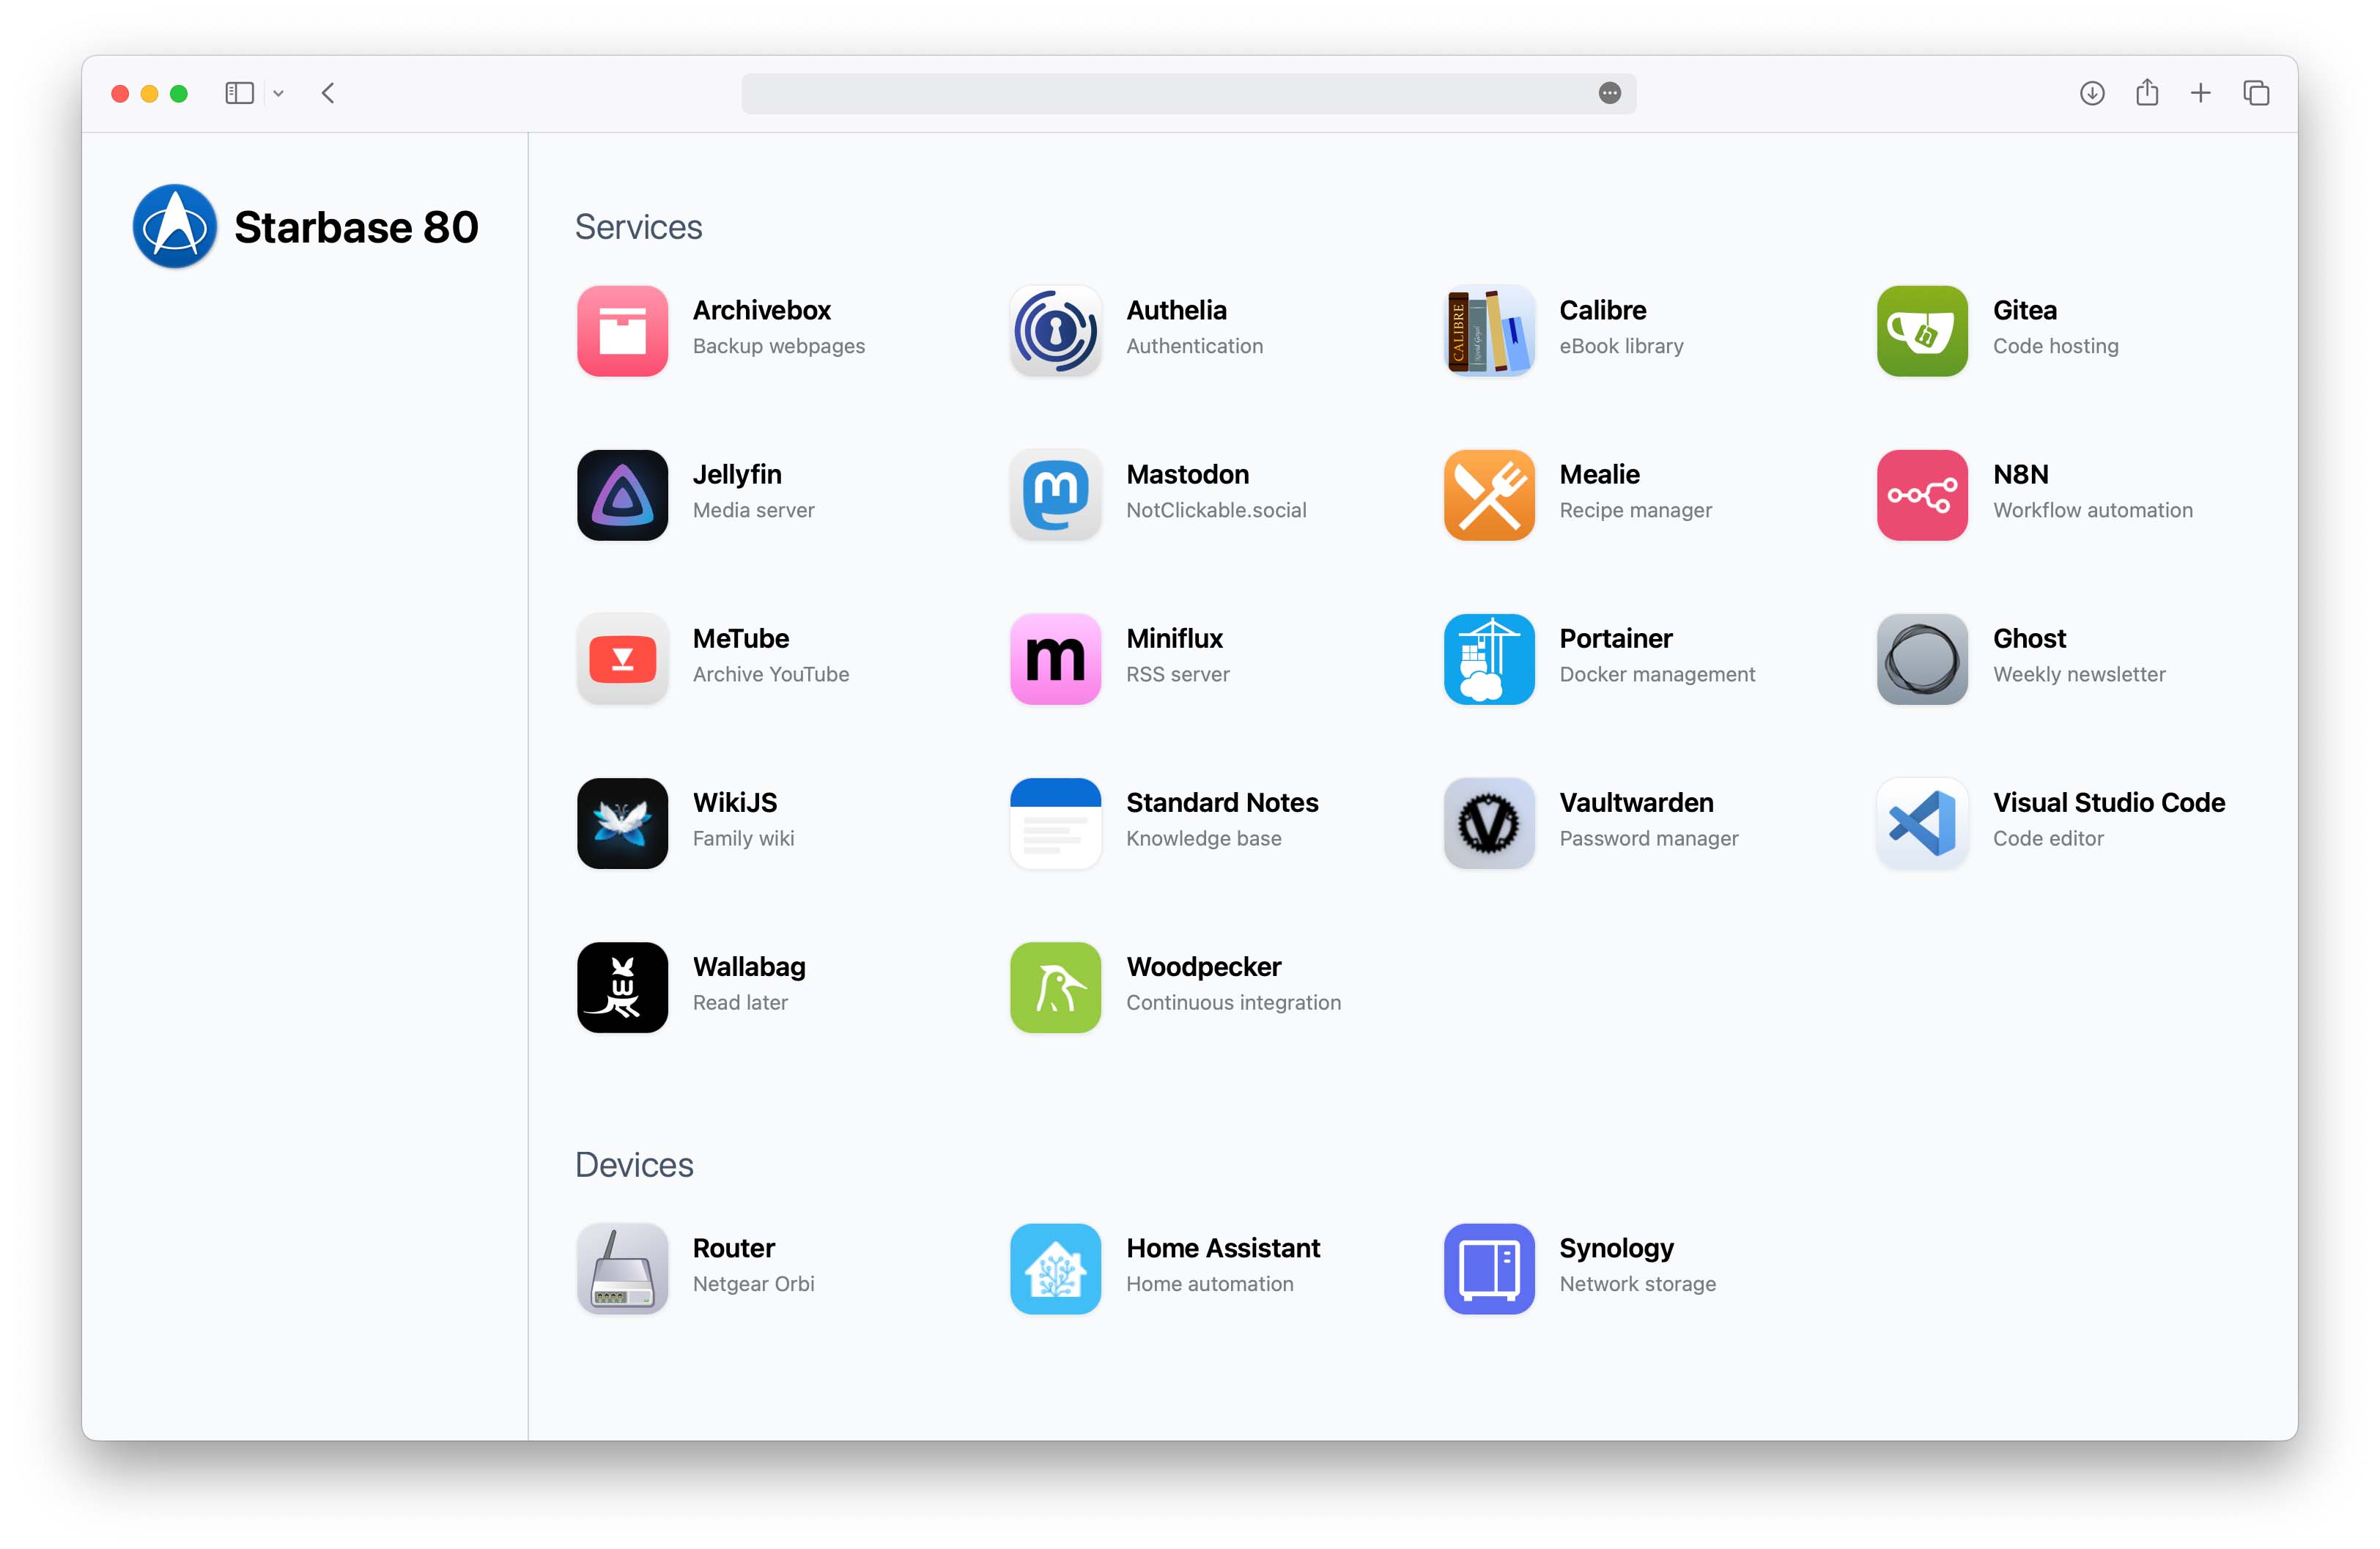 Starbase 80
Services
Archivebox
Backup webpages
Authelia
Authentication
CALIBRE
Calibre
eBook library
Gitea
Code hosting
Jellyfin
Media server
m
Mastodon
NotClickable.social
Mealie
Recipe manager
N8N
Workflow automation
MeTube
Archive YouTube
m
Miniflux
RSS server
Portainer
Docker management
Ghost
Weekly newsletter
WikiJS
Family wiki
Standard Notes
Knowledge base
V
Vaultwarden
Password manager
Visual Studio Code
Code editor
Wallabag
Read later
Woodpecker
Continuous integration
Devices
Router
Netgear Orbi
Home Assistant
Home automation
Synology
Network storage